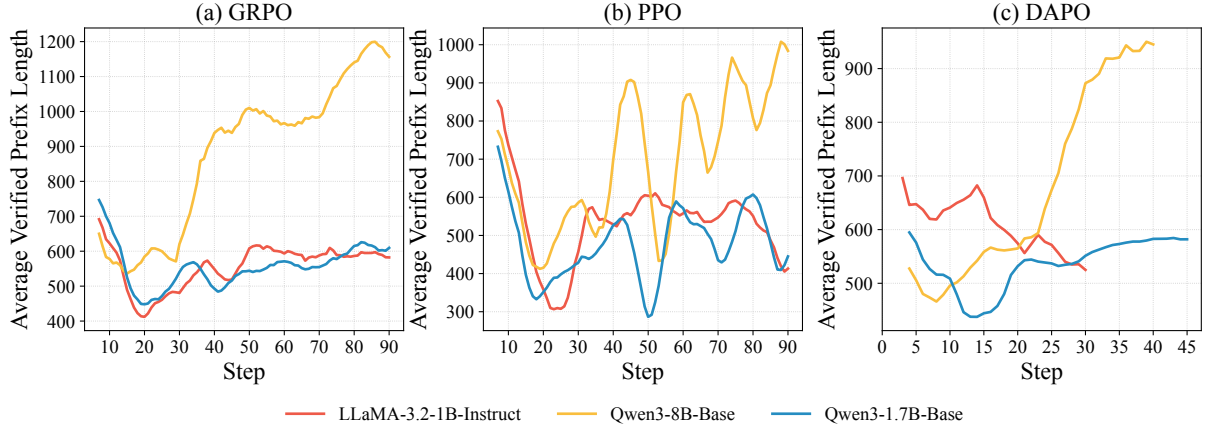 (a) GRPO
Average Verified Prefix Length
1200
1100
1000
900
800
700
600
500
400
10 20 30 40 50 60 70 80 90
Step
(b) PPO
Average Verified Prefix Length
1000
900
800
700
600
500
400
300
10 20 30 40 50 60 70 80 90
Step
(c) DAPO
Average Verified Prefix Length
900
800
700
600
500
0 5 10 15 20 25 30 35 40 45
Step
LLaMA-3.2-1B-Instruct Qwen3-8B-Base Qwen3-1.7B-Base